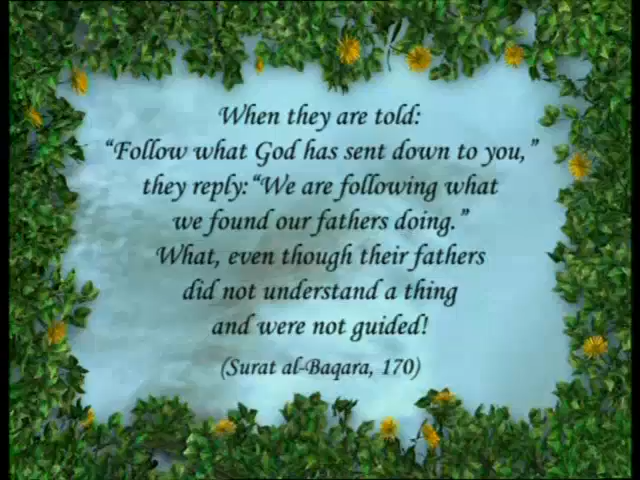 When they are told:
“Follow what God has sent down to you,”
they reply: “We are following what
we found our fathers doing.”
What, even though their fathers
did not understand a thing
and were not guided!
(Surat al-Baqara, 170)